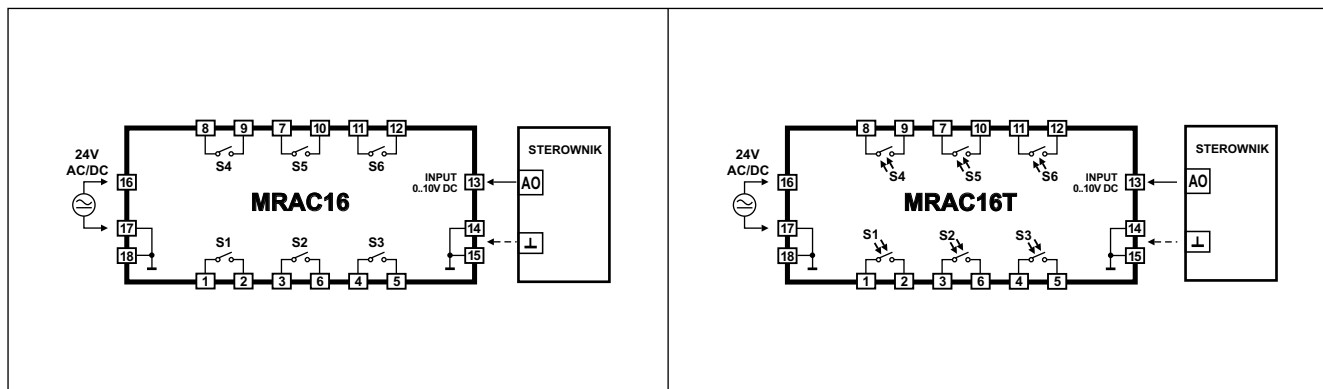 8 9 7 10 11 12
S4 S5 S6
24V
AC/DC
16
INPUT
0..10V DC
13
MRAC16
17
18
14
15
S1 S2 S3
1 2 3 6 4 5
STEROWNIK
AO
⊥
8 9 7 10 11 12
S4 S5 S6
24V
AC/DC
16
INPUT
0..10V DC
13
MRAC16T
17
18
14
15
S1 S2 S3
1 2 3 6 4 5
STEROWNIK
AO
⊥